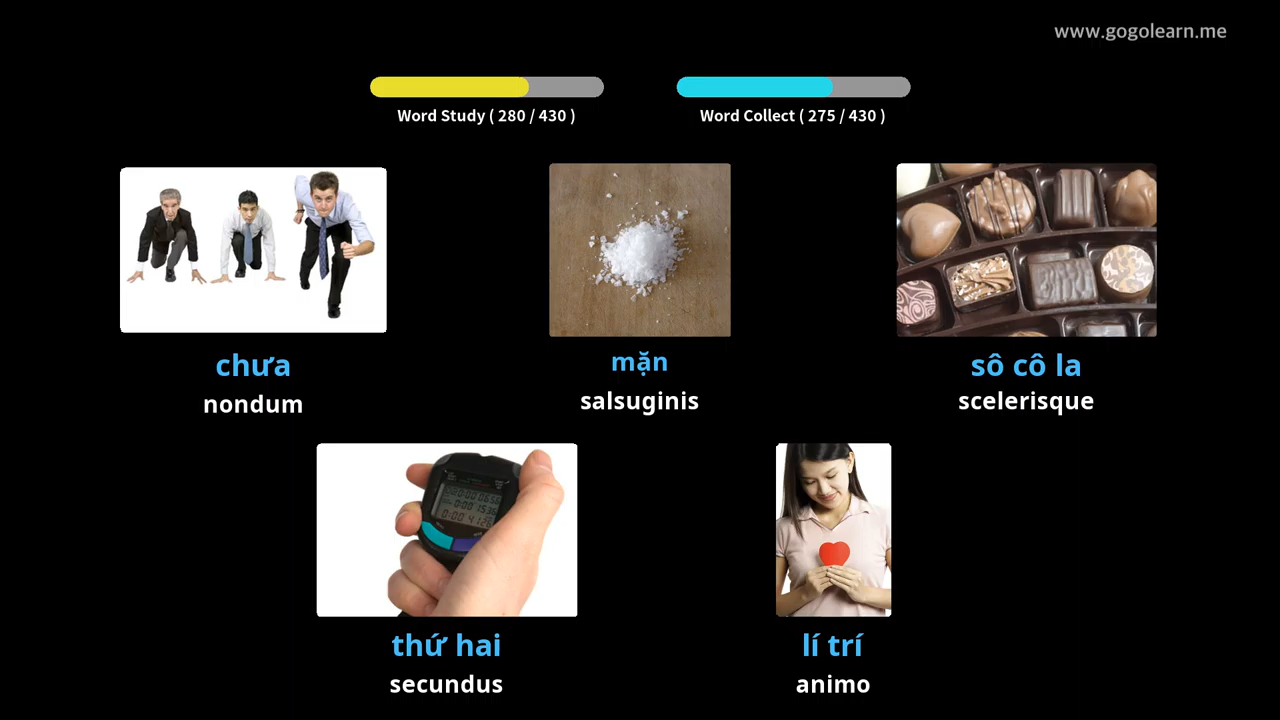 www.gogolearn.me
Word Study ( 280 / 430 )
Word Collect ( 275 / 430 )
chưa
nondum
mặn
salsuginis
sô cô la
scelerisque
thứ hai
secundus
lí trí
animo